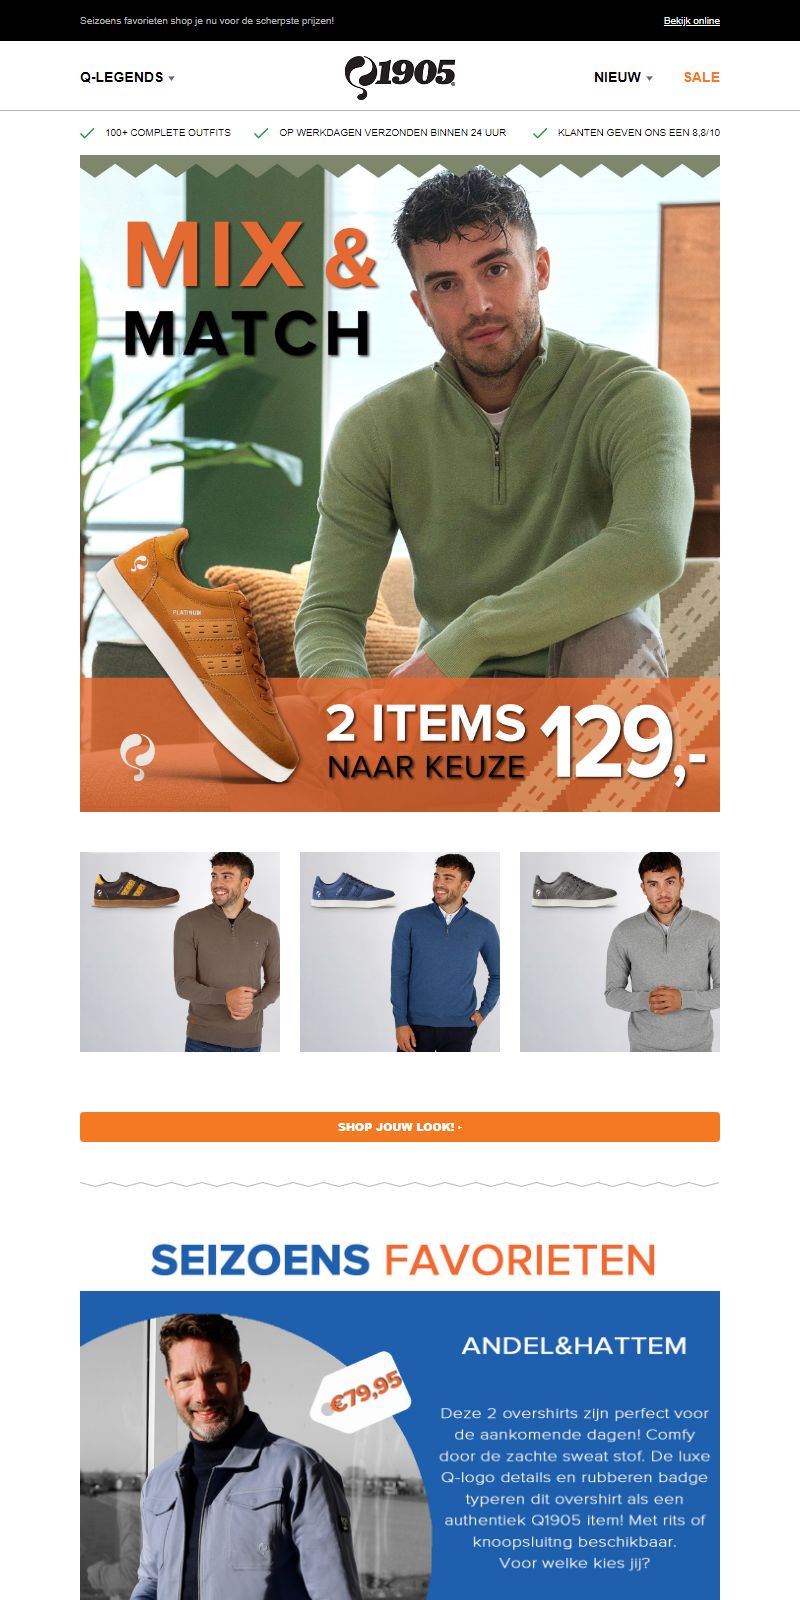 Seizoens favorieten shop je nu voor de scherpste prijzen!
Bekijk online
Q-LEGENDS
Q1905
NIEUW
SALE
100+ COMPLETE OUTFITS
OP WERKDAGEN VERZONDEN BINNEN 24 UUR
KLANTEN GEVEN ONS EEN 8,8/10
MIX &
MATCH
PLATINUM
2 ITEMS
NAAR KEUZE
129,-
SHOP JOUW LOOK!
SEIZOENS FAVORIETEN
ANDEL&HATTEM
€79,95
Deze 2 overshirts zijn perfect voor
de aankomende dagen! Comfy
door de zachte sweat stof. De luxe
Q-logo details en rubberen badge
typeren dit overshirt als een
authentiek Q1905 item! Met rits of
knoopsluitng beschikbaar.
Voor welke kies jij?